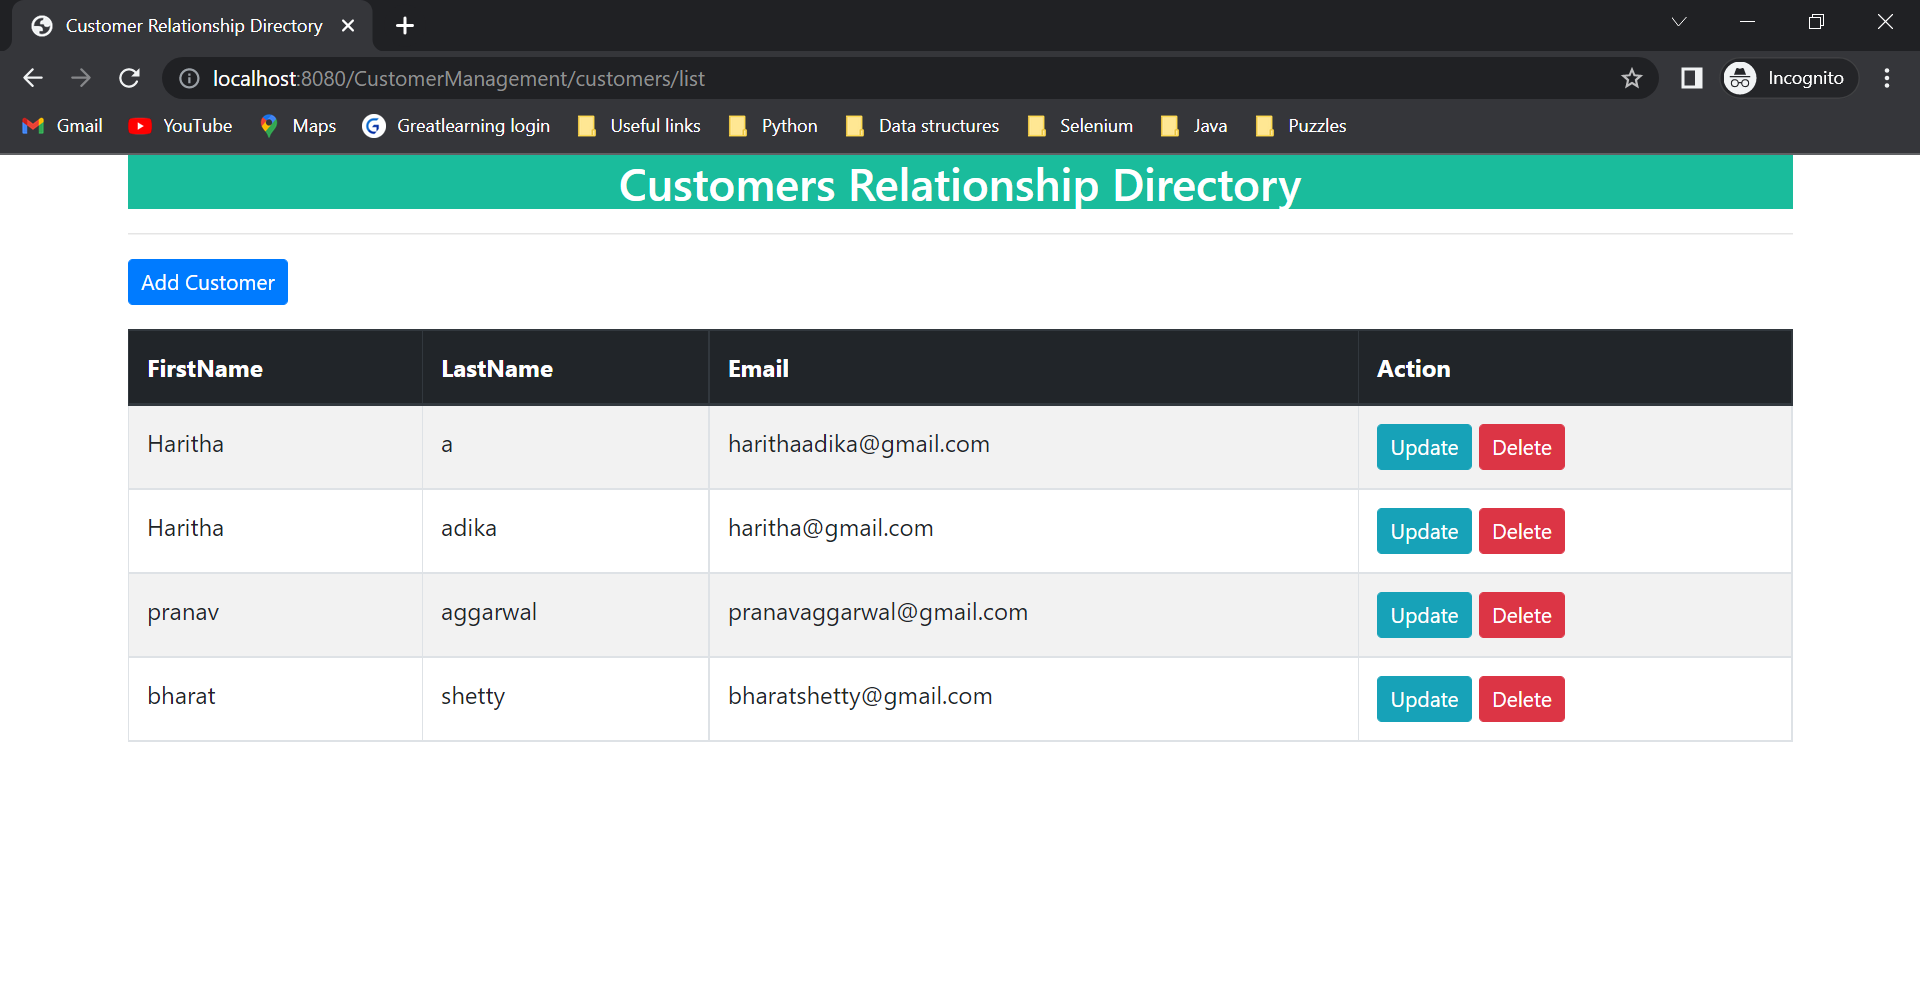 Customer Relationship Directory
localhost:8080/CustomerManagement/customers/list
Incognito
Gmail YouTube Maps Greatlearning login Useful links Python Data structures Selenium Java Puzzles
Customers Relationship Directory
Add Customer
FirstName LastName Email Action
Haritha a harithaadika@gmail.com Update Delete
Haritha adika haritha@gmail.com Update Delete
pranav aggarwal pranavaggarwal@gmail.com Update Delete
bharat shetty bharatshetty@gmail.com Update Delete